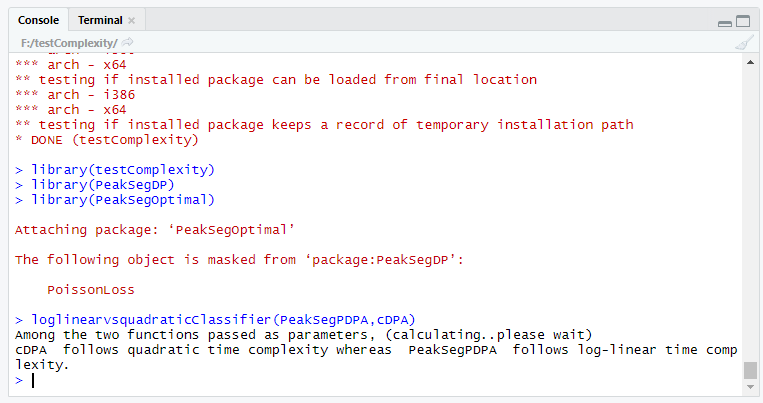 Console Terminal
F:/testComplexity/
*** arch - x64
** testing if installed package can be loaded from final location
*** arch - i386
*** arch - x64
** testing if installed package keeps a record of temporary installation path
* DONE (testComplexity)
> library(testComplexity)
> library(PeakSegDP)
> library(PeakSegOptimal)
Attaching package: ‘PeakSegOptimal’
The following object is masked from ‘package:PeakSegDP’:
PoissonLoss
> loglinearvsquadraticClassifier(PeakSegPDPA,cDPA)
Among the two functions passed as parameters, (calculating..please wait)
cDPA  follows quadratic time complexity whereas  PeakSegPDPA  follows log-linear time comp
lexity.
>